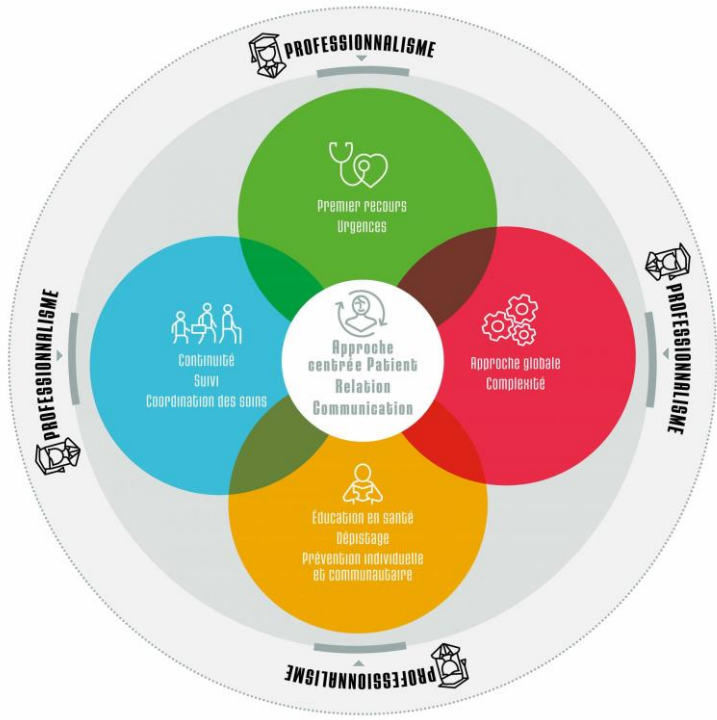 PROFESSIONNALISME
Premier recours
Urgences
PROFESSIONNALISME
PROFESSIONNALISME
Continuité
Suivi
Coordination des soins
Approche
centrée Patient
Relation
Communication
Approche globale
Complexité
Éducation en santé
Dépistage
Prévention individuelle
et communautaire
PROFESSIONNALISME